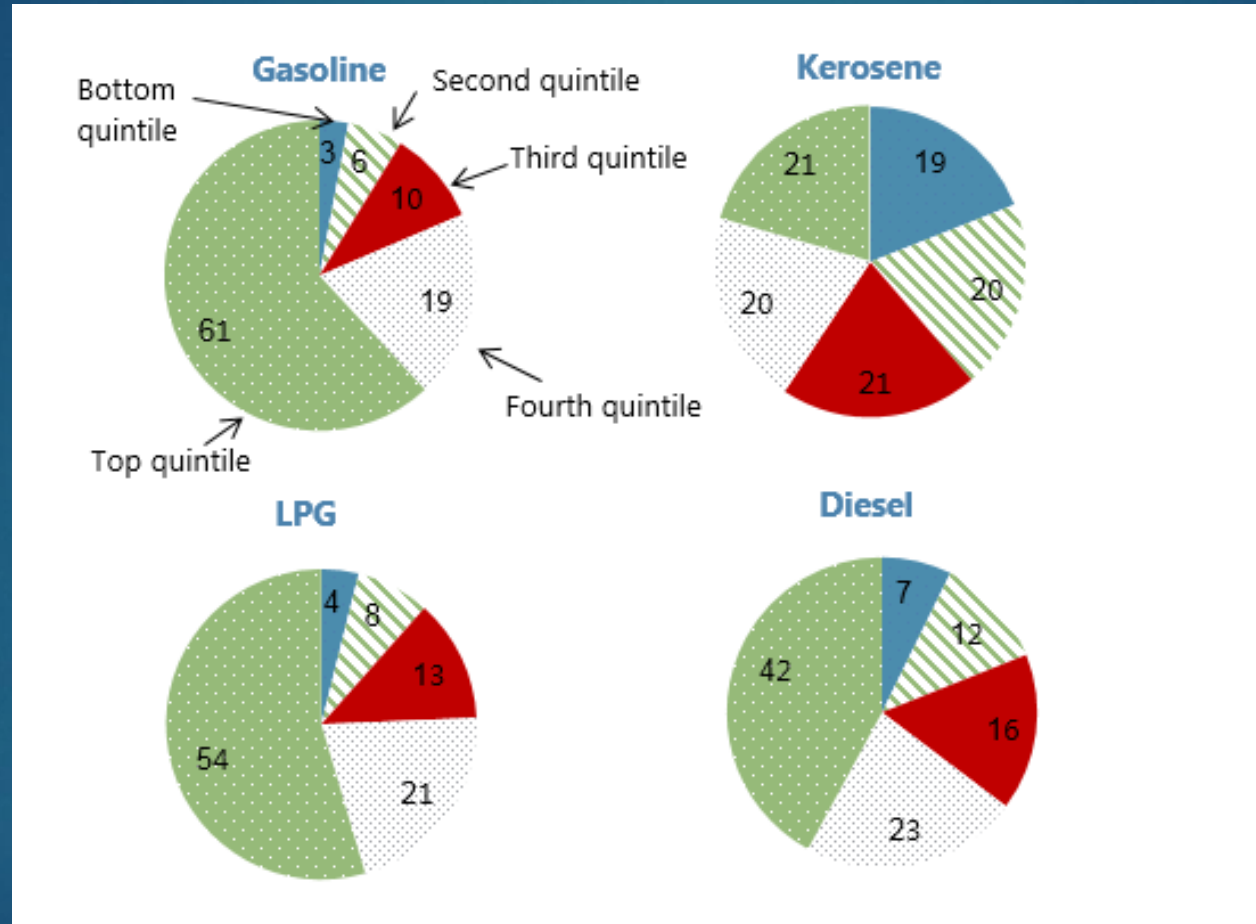 Gasoline
Bottom
quintile
Second quintile
3
6
Third quintile
10
19
61
Fourth quintile
Top quintile
Kerosene
21
19
20
20
21
LPG
4
8
13
54
21
Diesel
7
12
42
16
23